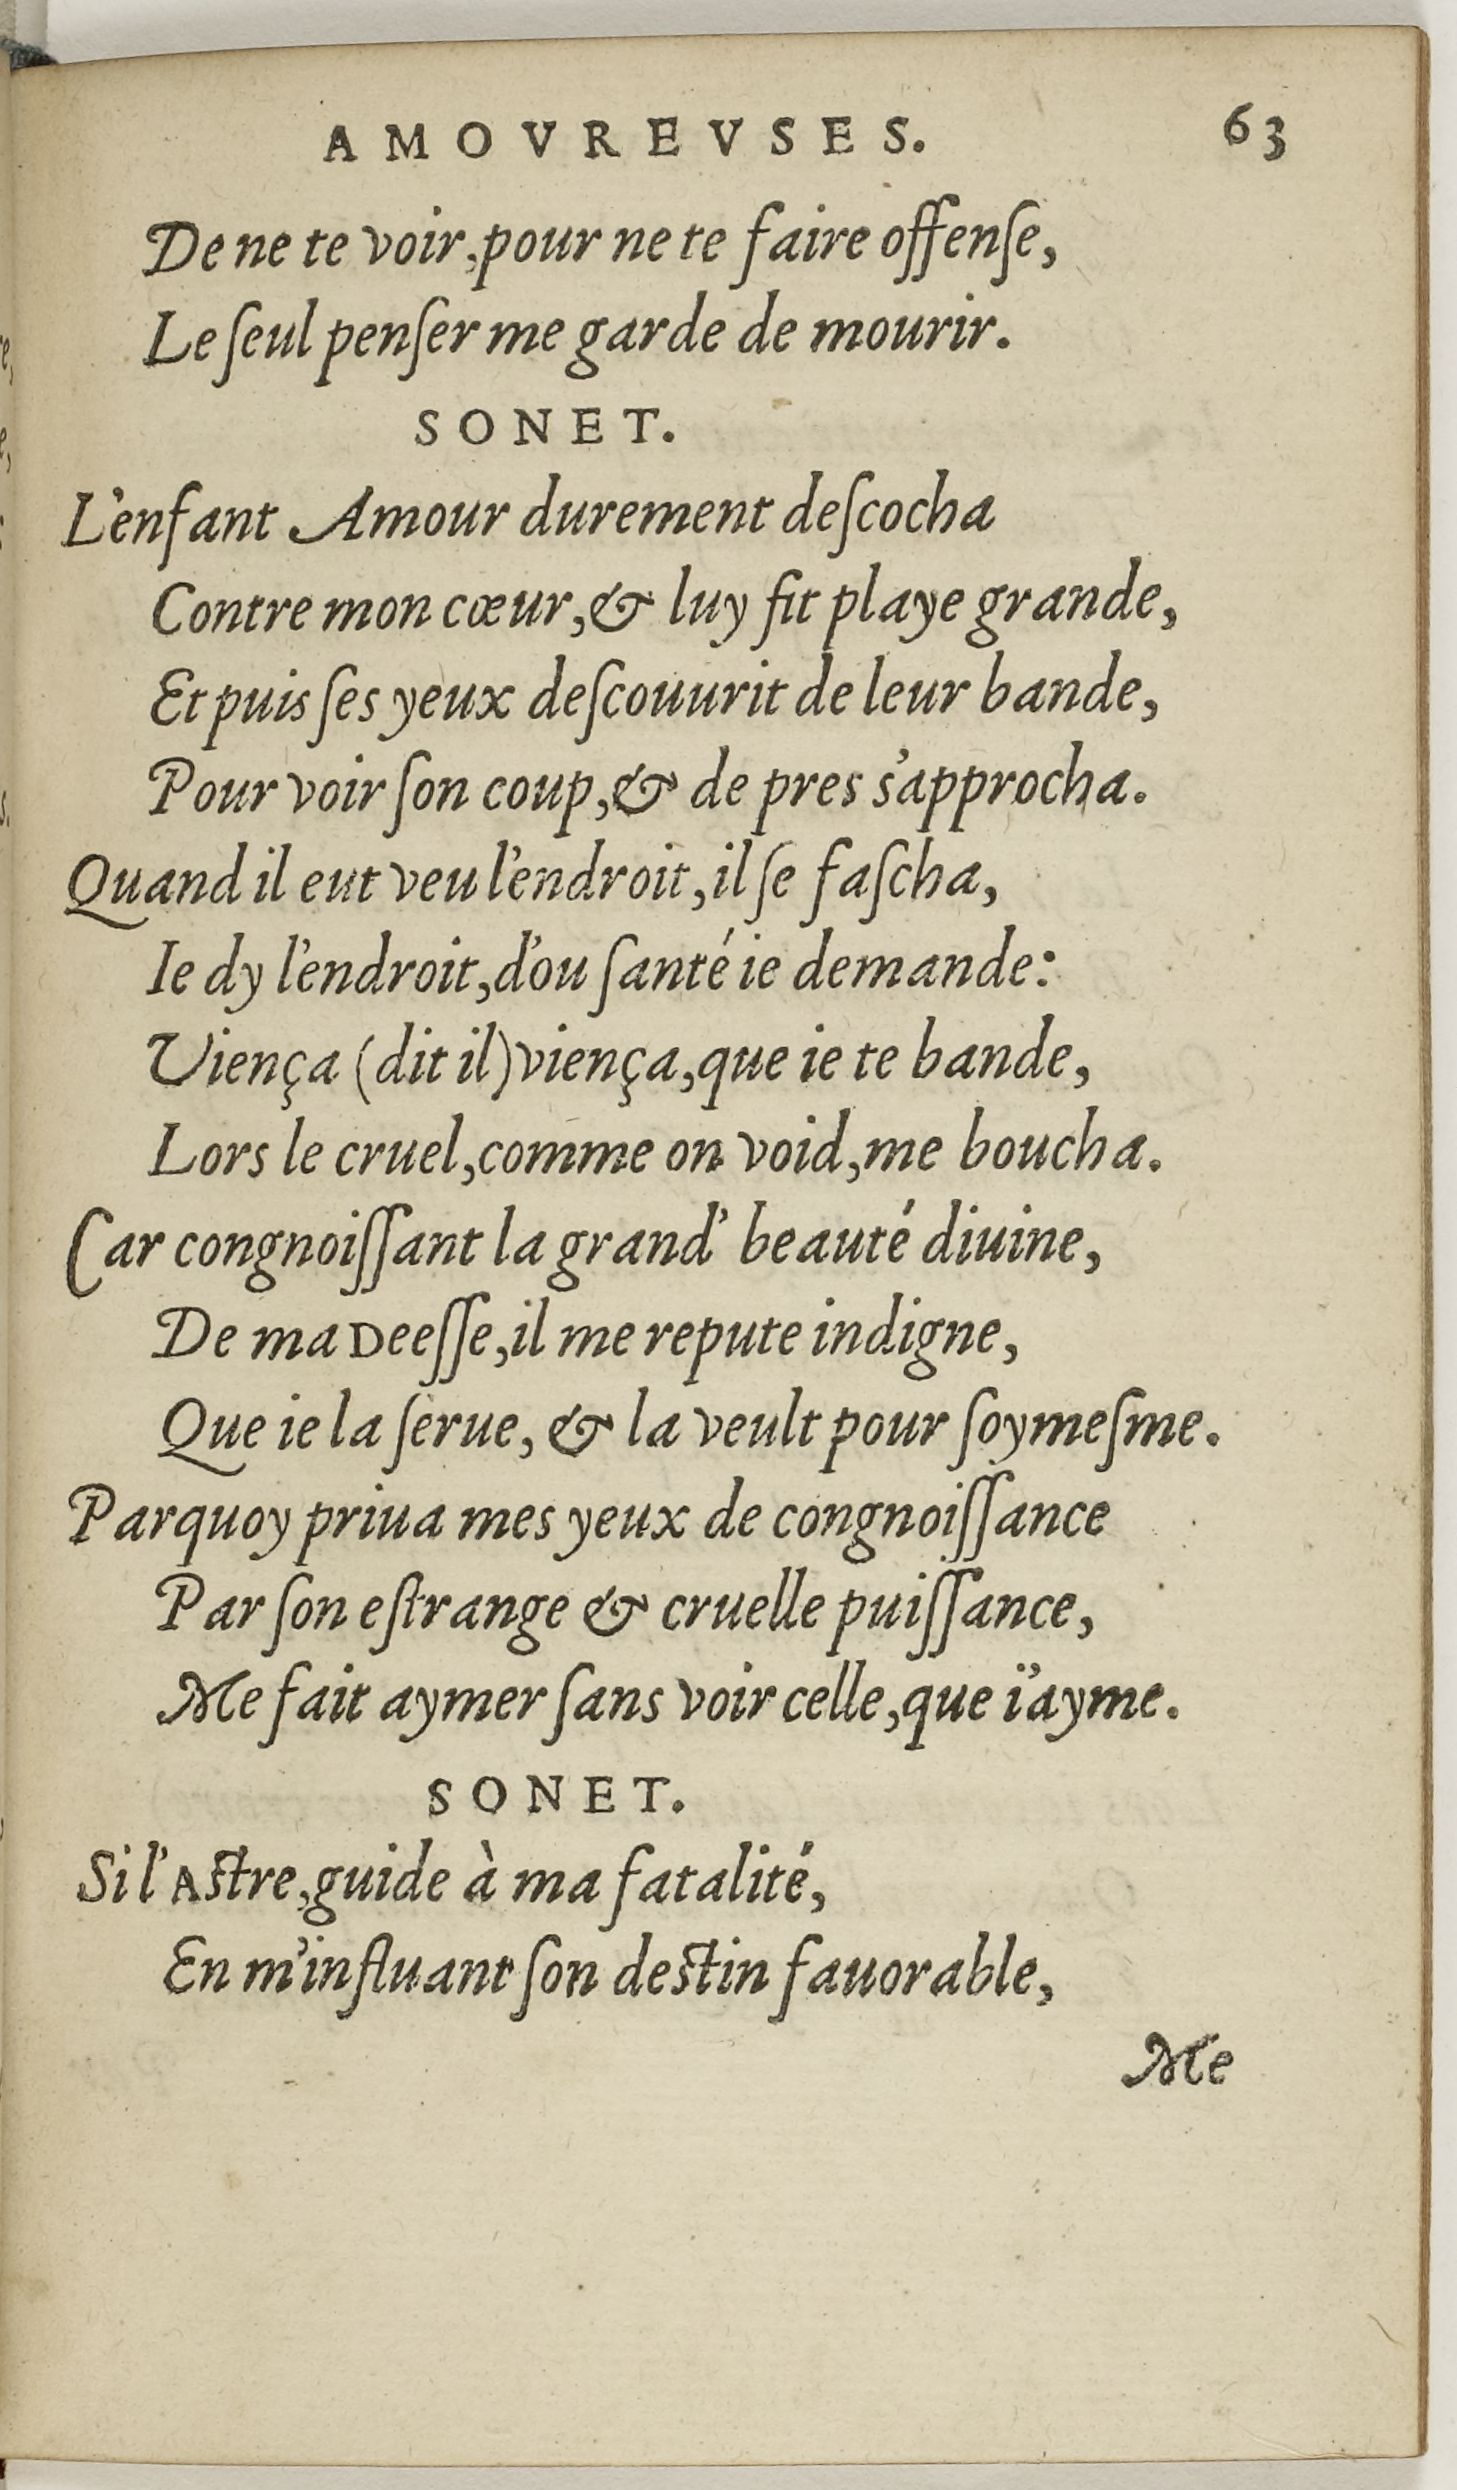 AMOVREVSES. 63
De ne te voir, pour ne te faire offenſe,
Le ſeul penſer me garde de mourir.
SONET.
L'enfant Amour durement deſcocha
Contre mon cœur, & luy fit playe grande,
Et puis ſes yeux deſcouurit de leur bande,
Pour voir ſon coup, & de pres s'approcha.
Quand il eut veu l'endroit, il ſe faſcha,
Ie dy l'endroit, d'ou ſanté ie demande:
Viença (dit il) viença, que ie te bande,
Lors le cruel, comme on void, me boucha.
Car congnoiſſant la grand' beauté diuine,
De ma Deeſſe, il me repute indigne,
Que ie la ſerue, & la veult pour ſoymeſme.
Parquoy priua mes yeux de congnoiſſance
Par ſon eſtrange & cruelle puiſſance,
Me fait aymer ſans voir celle, que i'ayme.
SONET.
Si l'Aſtre, guide à ma fatalité,
En m'influant ſon deſtin fauorable,
Me